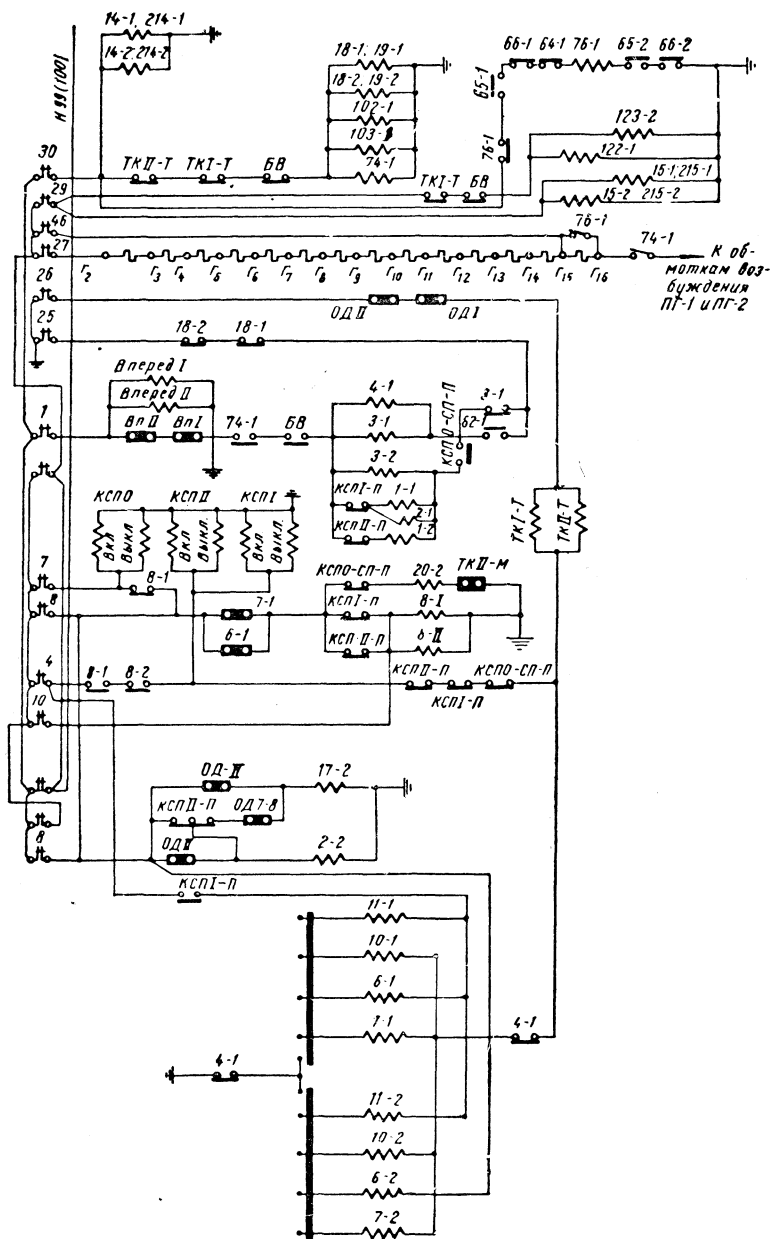 14-1, 214-1
14-2, 214-2
Н99(100)
18-1, 19-1
18-2, 19-2
102-1
74-1
66-1 64-1 76-1 65-2 66-2
65-1
76-1
123-2
122-1
15-1, 215-1
15-2 215-2
30 ТКII-Т ТКI-Т БВ
29 ТКI-Т БВ
46
27
76-1
74-1
К об-
моткам воз-
буждения
ПГ-1 и ПГ-2
Г2 Г3 Г4 Г5 Г6 Г7 Г8 Г9 Г10 Г11 Г12 Г13 Г14 Г15 Г16
26
ОДII ОДI
25
18-2 18-1
Вперед I
Вперед II
1
ВпII ВпI 74-1 БВ
4-1
3-1
3-2
КСПО-СП-П
3-1
62-1
КСПI-П 1-1
2-1
КСПII-П 1-2
КСПО КСПII КСПI
Вкл Выкл. Вкл Выкл. Вкл Выкл.
ТКI-Т ТКII-Т
7
8-1
8
7-1
6-1
КСПО-СП-П 20-2 ТКII-М
КСПI-П 8-I
КСПII-П 8-II
4
8-1 8-2
КСПII-П КСПО-СП-П
КСПI-П
10
ОД-IV 17-2
КСПII-П ОД7-8
8
ОДII 2-2
КСПI-П
11-1
10-1
6-1
7-1
4-1
4-1
11-2
10-2
6-2
7-2